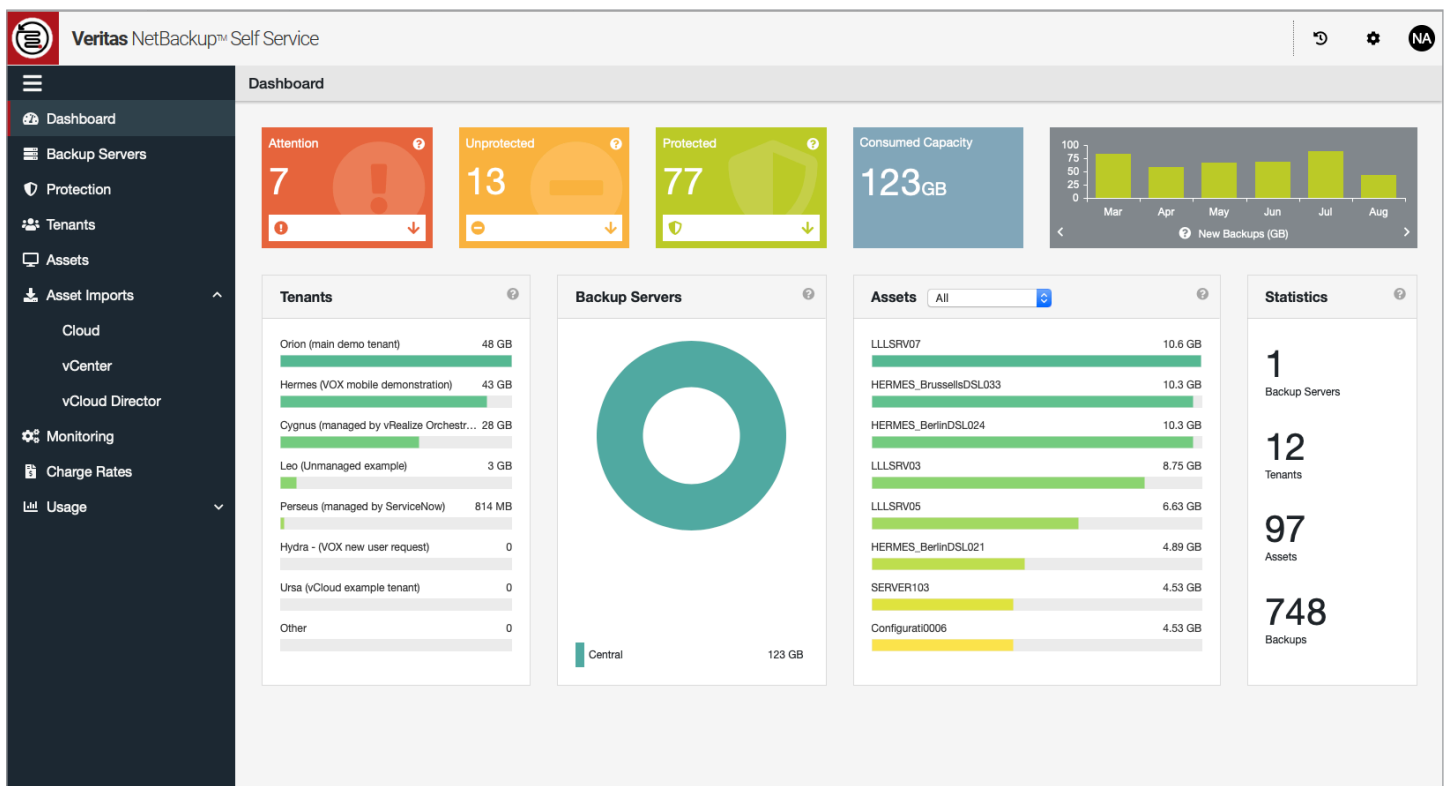 Veritas NetBackup™ Self Service
NA
Dashboard
Backup Servers
Protection
Tenants
Assets
Asset Imports
Cloud
vCenter
vCloud Director
Monitoring
Charge Rates
Usage
Dashboard
Attention
7
Unprotected
13
Protected
77
Consumed Capacity
123GB
100
75
50
25
0
Mar Apr May Jun Jul Aug
New Backups (GB)
Tenants
Orion (main demo tenant) 48 GB
Hermes (VOX mobile demonstration) 43 GB
Cygnus (managed by vRealize Orchestr... 28 GB
Leo (Unmanaged example) 3 GB
Perseus (managed by ServiceNow) 814 MB
Hydra - (VOX new user request) 0
Ursa (vCloud example tenant) 0
Other 0
Backup Servers
Central 123 GB
Assets All
LLLSRV07 10.6 GB
HERMES_BrussellsDSL033 10.3 GB
HERMES_BerlinDSL024 10.3 GB
LLLSRV03 8.75 GB
LLLSRV05 6.63 GB
HERMES_BerlinDSL021 4.89 GB
SERVER103 4.53 GB
Configurati0006 4.53 GB
Statistics
1
Backup Servers
12
Tenants
97
Assets
748
Backups